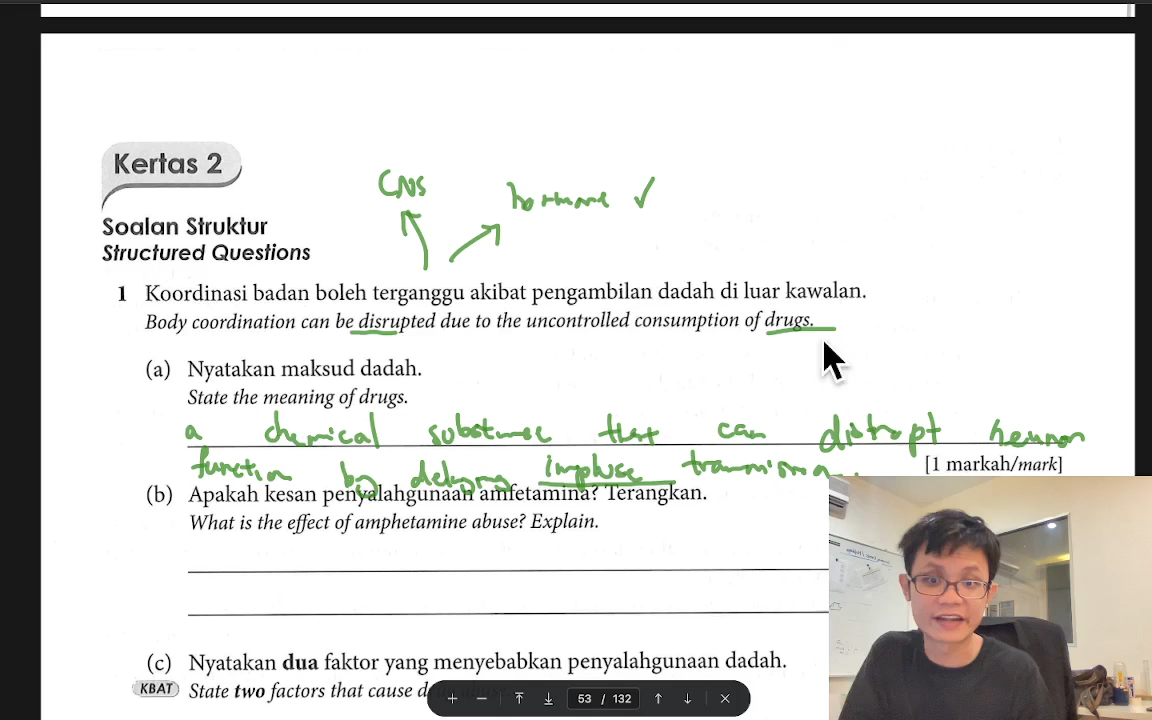 Kertas 2
CNS
hormone ✓
Soalan Struktur
Structured Questions
1 Koordinasi badan boleh terganggu akibat pengambilan dadah di luar kawalan.
Body coordination can be disrupted due to the uncontrolled consumption of drugs.
(a) Nyatakan maksud dadah.
State the meaning of drugs.
a chemical substance that can distropt neuron
function by delaying impluse
[1 markah/mark]
(b) Apakah kesan penyalahgunaan amfetamina? Terangkan.
What is the effect of amphetamine abuse? Explain.
(c) Nyatakan dua faktor yang menyebabkan penyalahgunaan dadah.
KBAT State two factors that cause
53 / 132